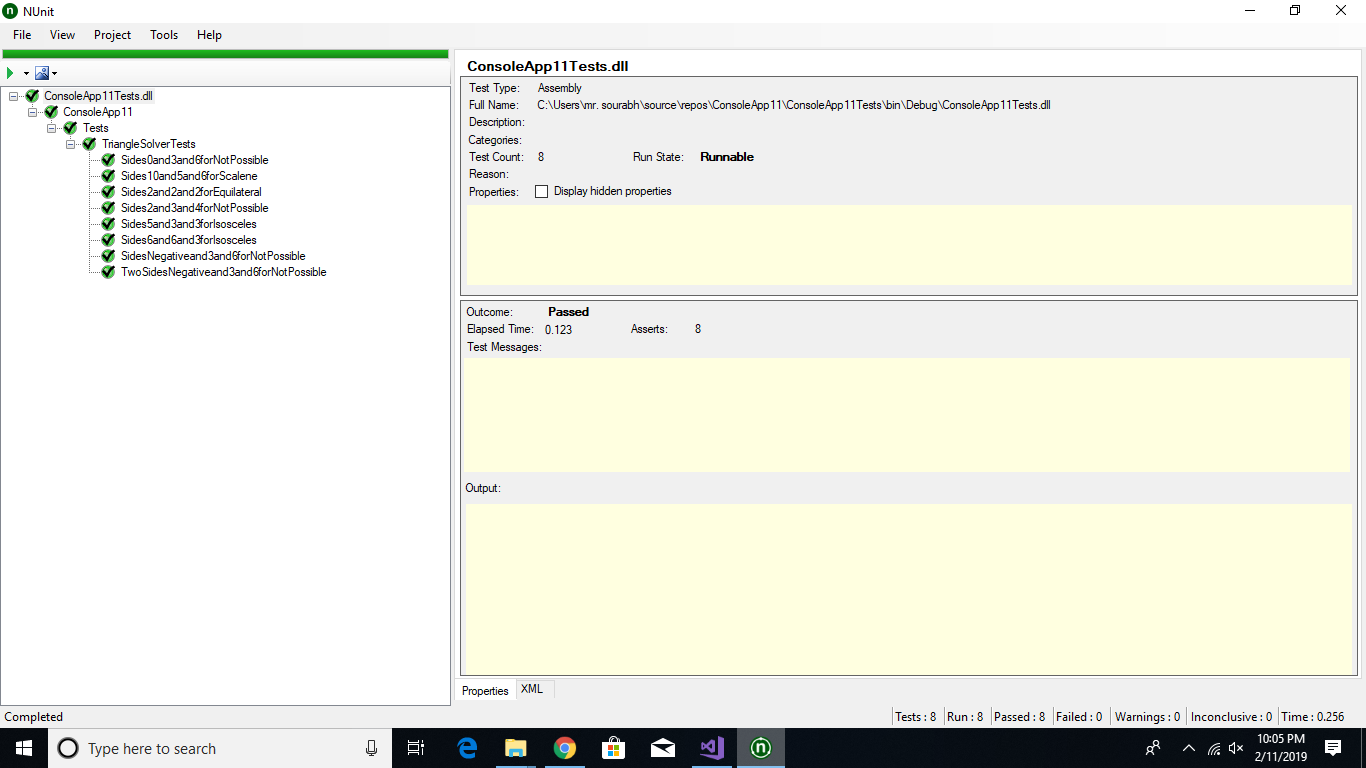 NUnit
File View Project Tools Help
ConsoleApp11Tests.dll
ConsoleApp11
Tests
TriangleSolverTests
Sides0and3and6forNotPossible
Sides10and5and6forScalene
Sides2and2and2forEquilateral
Sides2and3and4forNotPossible
Sides5and3and3forIsosceles
Sides6and6and3forIsosceles
SidesNegativeand3and6forNotPossible
TwoSidesNegativeand3and6forNotPossible
ConsoleApp11Tests.dll
Test Type: Assembly
Full Name: C:\Users\mr. sourabh\source\repos\ConsoleApp11\ConsoleApp11Tests\bin\Debug\ConsoleApp11Tests.dll
Description:
Categories:
Test Count: 8 Run State: Runnable
Reason:
Properties: Display hidden properties
Outcome: Passed
Elapsed Time: 0.123 Asserts: 8
Test Messages:
Output:
Properties XML
Completed Tests : 8 Run : 8 Passed : 8 Failed : 0 Warnings : 0 Inconclusive : 0 Time : 0.256
Type here to search
10:05 PM
2/11/2019